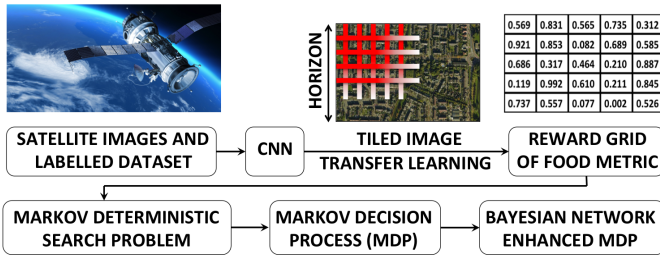 HORIZON
0.569 0.831 0.565 0.735 0.312
0.921 0.853 0.082 0.689 0.585
0.686 0.317 0.464 0.210 0.887
0.119 0.992 0.610 0.211 0.845
0.737 0.557 0.077 0.002 0.526
SATELLITE IMAGES AND
LABELLED DATASET
CNN
TILED IMAGE
TRANSFER LEARNING
REWARD GRID
OF FOOD METRIC
MARKOV DETERMINISTIC
SEARCH PROBLEM
MARKOV DECISION
PROCESS (MDP)
BAYESIAN NETWORK
ENHANCED MDP